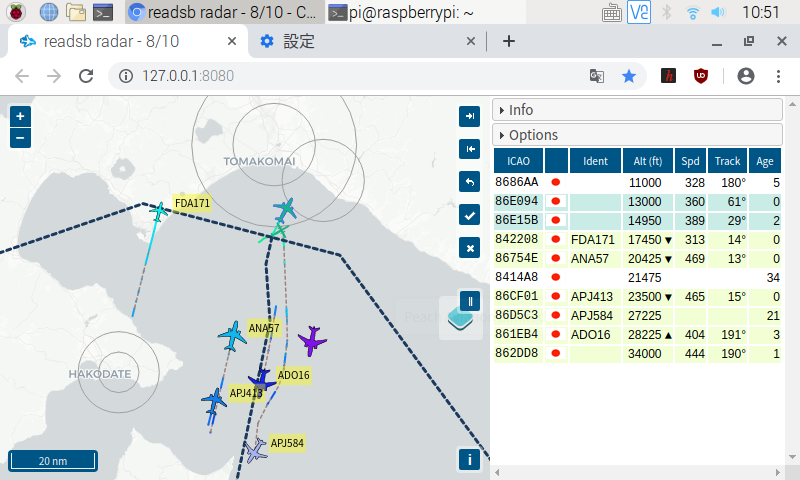 readsb radar - 8/10 - C...
pi@raspberrypi: ~
10:51
readsb radar - 8/10
設定
127.0.0.1:8080
Info
Options
ICAO Ident Alt (ft) Spd Track Age
8686AA 11000 328 180° 5
86E094 13000 360 61° 0
86E15B 14950 389 29° 2
842208 FDA171 17450▼ 313 14° 0
86754E ANA57 20425▼ 469 13° 0
8414A8 21475 34
86CF01 APJ413 23500▼ 465 15° 0
86D5C3 APJ584 27225 21
861EB4 ADO16 28225▲ 404 191° 3
862DD8 34000 444 190° 1
TOMAKOMAI
FDA171
ANA57
HAKODATE
ADO16
APJ413
APJ584
20 nm